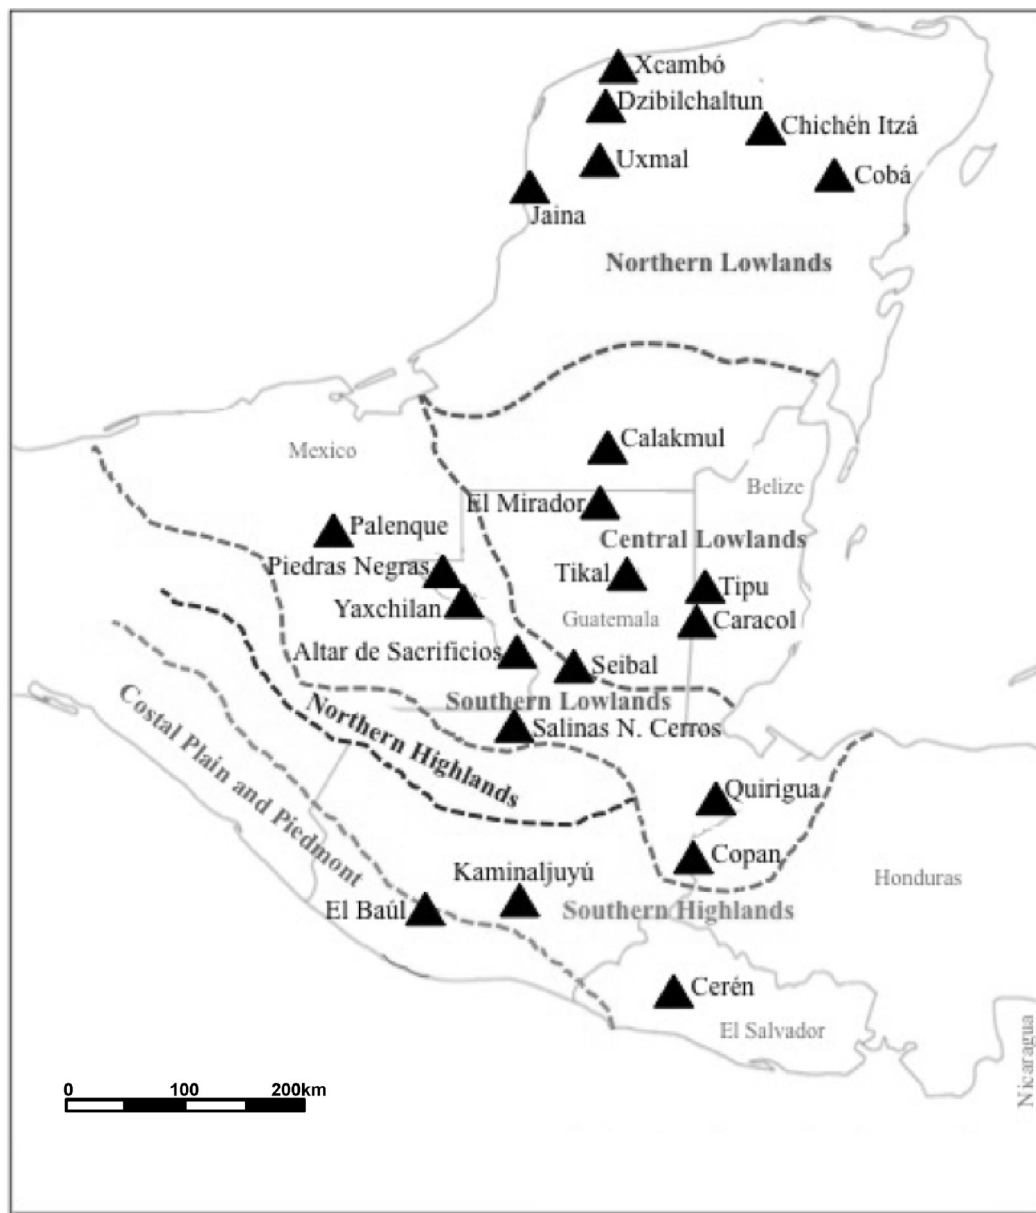 Xcambó
Dzibilchaltun
Chichén Itzá
Uxmal
Cobá
Jaina
Northern Lowlands
Calakmul
Mexico
Belize
El Mirador
Palenque
Central Lowlands
Piedras Negras
Tikal
Tipu
Yaxchilan
Guatemala
Caracol
Altar de Sacrificios
Seibal
Southern Lowlands
Salinas N. Cerros
Northern Highlands
Costal Plain and Piedmont
Quirigua
Copan
Kaminaljuyú
Honduras
El Baúl
Southern Highlands
Cerén
El Salvador
Nicaragua
0 100 200km